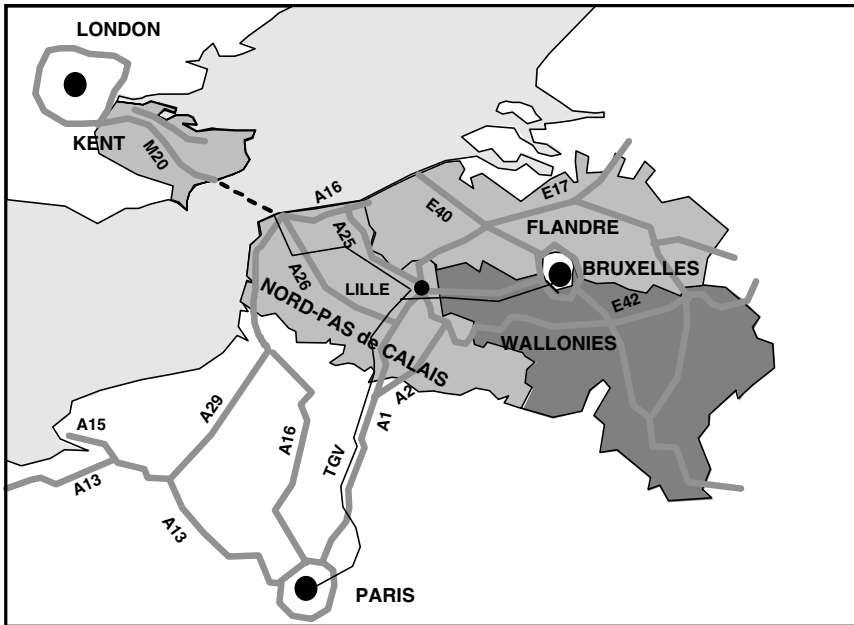 LONDON
KENT
M20
A16
E17
E40
FLANDRE
A25
BRUXELLES
A26
LILLE
E42
NORD-PAS de CALAIS
WALLONIES
A2
A29
A1
A15
A16
TGV
A13
A13
PARIS